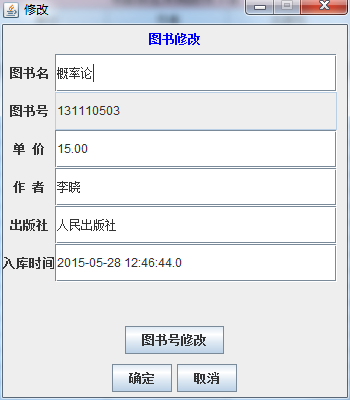 修改
图书修改
图书名 概率论
图书号 131110503
单 价 15.00
作 者 李晓
出版社 人民出版社
入库时间 2015-05-28 12:46:44.0
图书号修改
确定 取消